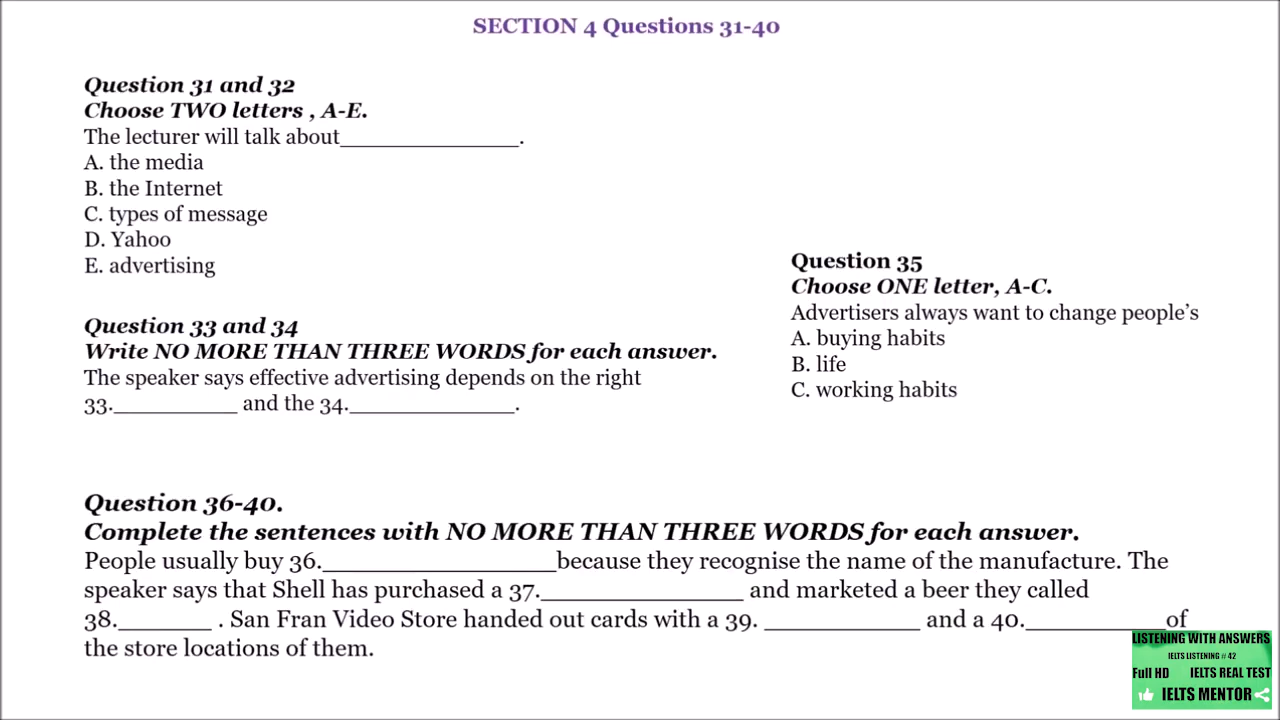 SECTION 4 Questions 31-40
Question 31 and 32
Choose TWO letters , A-E.
The lecturer will talk about________________.
A. the media
B. the Internet
C. types of message
D. Yahoo
E. advertising
Question 33 and 34
Write NO MORE THAN THREE WORDS for each answer.
The speaker says effective advertising depends on the right
33.___________ and the 34._______________.
Question 35
Choose ONE letter, A-C.
Advertisers always want to change people’s
A. buying habits
B. life
C. working habits
Question 36-40.
Complete the sentences with NO MORE THAN THREE WORDS for each answer.
People usually buy 36.____________________because they recognise the name of the manufacture. The
speaker says that Shell has purchased a 37._________________ and marketed a beer they called
38.________ . San Fran Video Store handed out cards with a 39. _____________ and a 40.____________of
the store locations of them.
LISTENING WITH ANSWERS
IELTS LISTENING # 42
Full HD IELTS REAL TEST
IELTS MENTOR